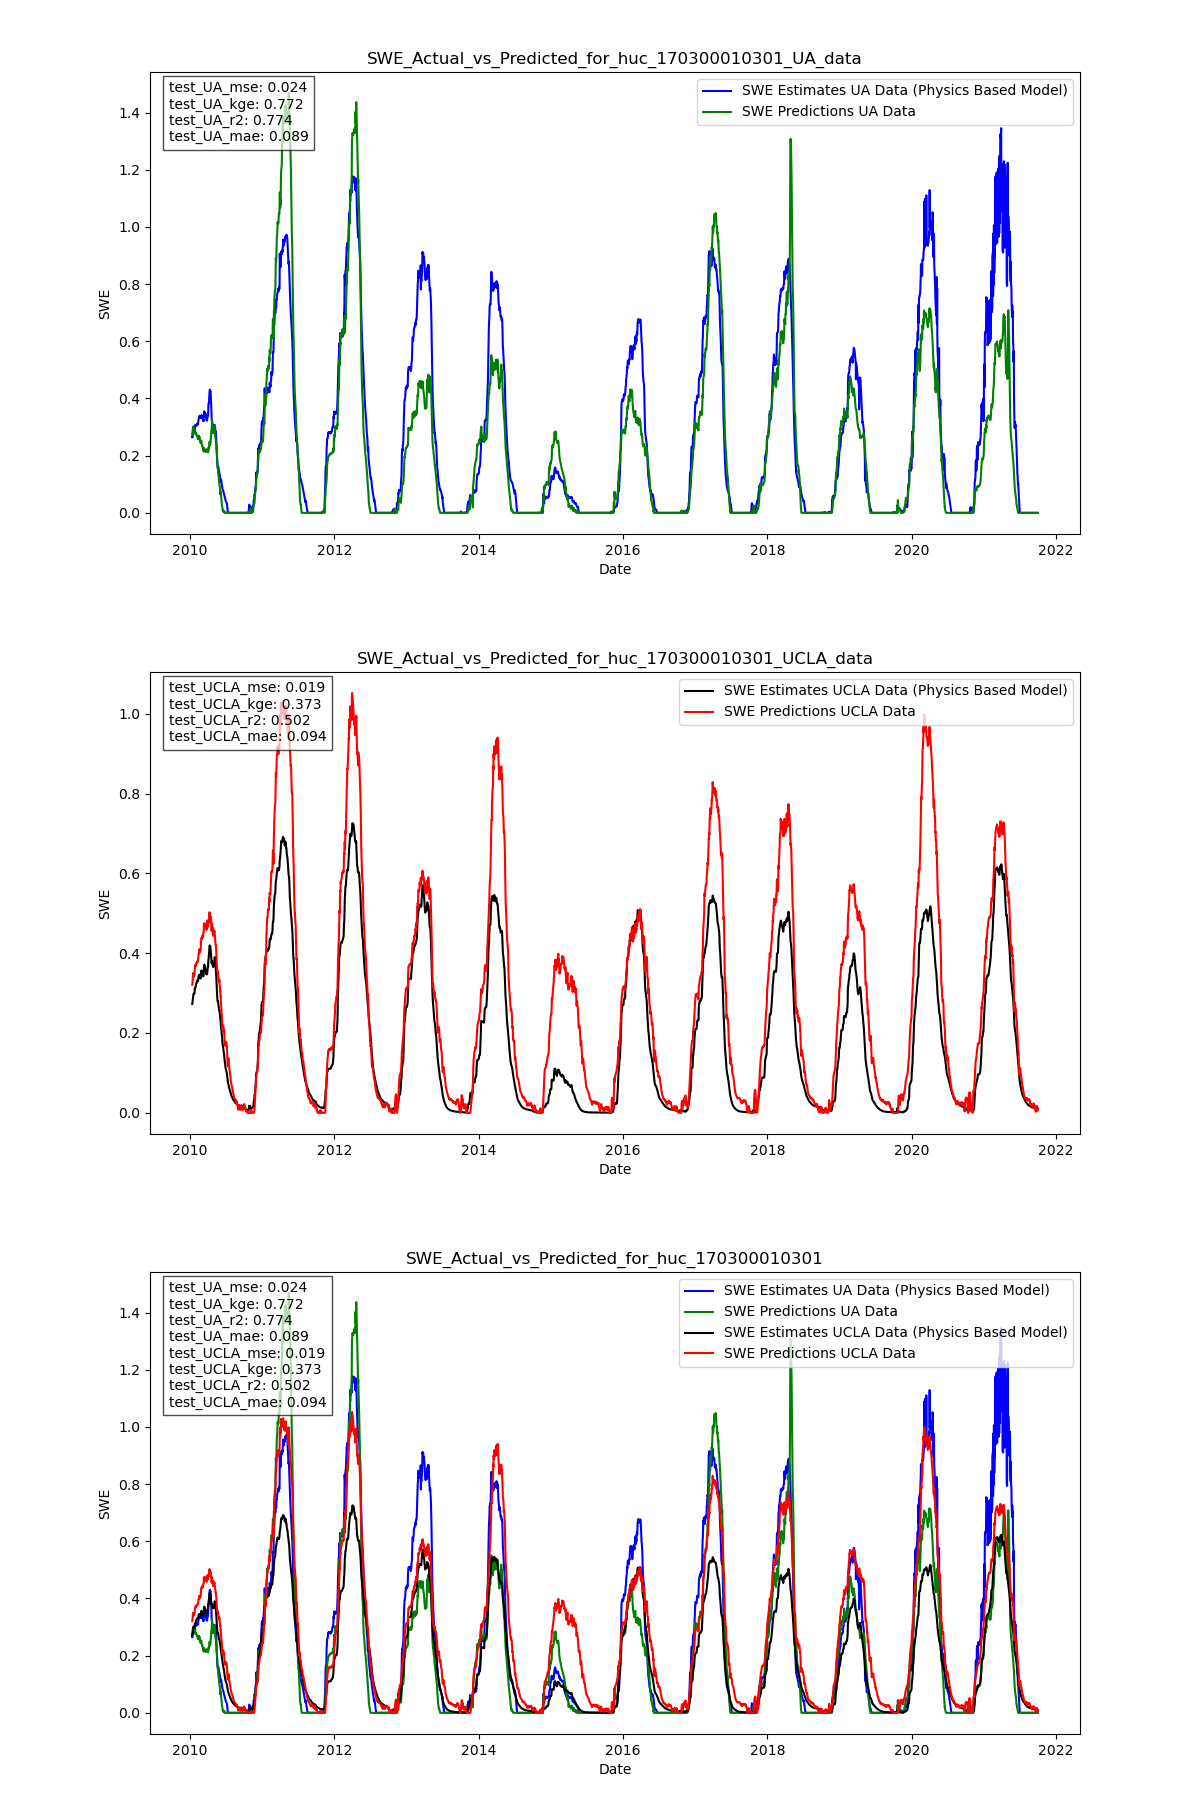 SWE_Actual_vs_Predicted_for_huc_170300010301_UA_data
test_UA_mse: 0.024
test_UA_kge: 0.772
test_UA_r2: 0.774
test_UA_mae: 0.089
SWE Estimates UA Data (Physics Based Model)
SWE Predictions UA Data
1.4
1.2
1.0
0.8
0.6
0.4
0.2
0.0
SWE
2010 2012 2014 2016 2018 2020 2022
Date
SWE_Actual_vs_Predicted_for_huc_170300010301_UCLA_data
test_UCLA_mse: 0.019
test_UCLA_kge: 0.373
test_UCLA_r2: 0.502
test_UCLA_mae: 0.094
SWE Estimates UCLA Data (Physics Based Model)
SWE Predictions UCLA Data
1.0
0.8
0.6
0.4
0.2
0.0
SWE
2010 2012 2014 2016 2018 2020 2022
Date
SWE_Actual_vs_Predicted_for_huc_170300010301
test_UA_mse: 0.024
test_UA_kge: 0.772
test_UA_r2: 0.774
test_UA_mae: 0.089
test_UCLA_mse: 0.019
test_UCLA_kge: 0.373
test_UCLA_r2: 0.502
test_UCLA_mae: 0.094
SWE Estimates UA Data (Physics Based Model)
SWE Predictions UA Data
SWE Estimates UCLA Data (Physics Based Model)
SWE Predictions UCLA Data
1.4
1.2
1.0
0.8
0.6
0.4
0.2
0.0
SWE
2010 2012 2014 2016 2018 2020 2022
Date